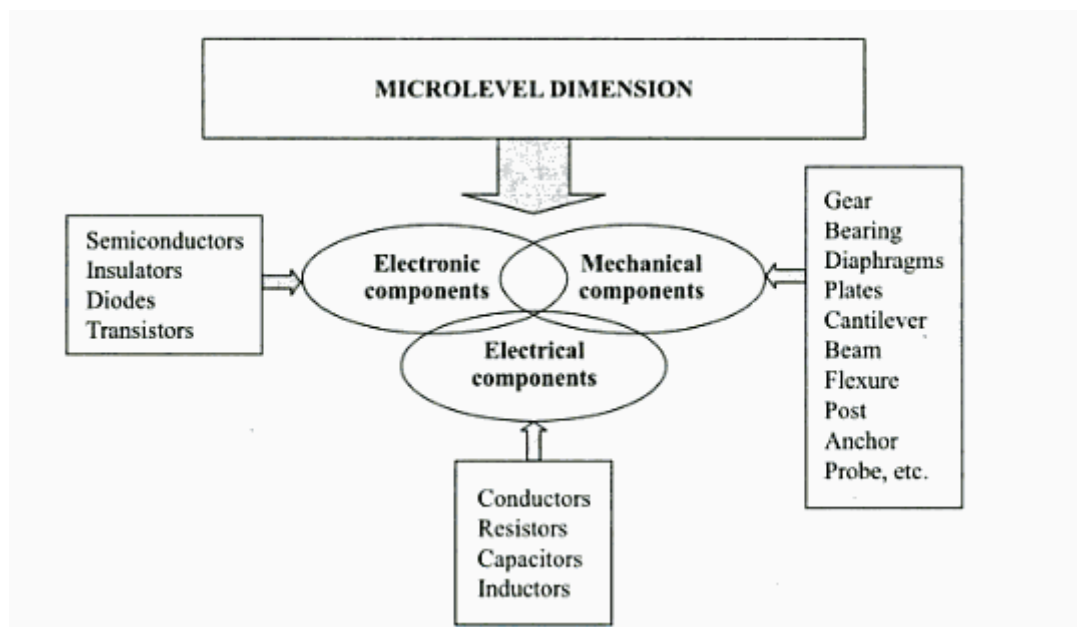 MICROLEVEL DIMENSION
Semiconductors
Insulators
Diodes
Transistors
Electronic
components
Mechanical
components
Electrical
components
Gear
Bearing
Diaphragms
Plates
Cantilever
Beam
Flexure
Post
Anchor
Probe, etc.
Conductors
Resistors
Capacitors
Inductors